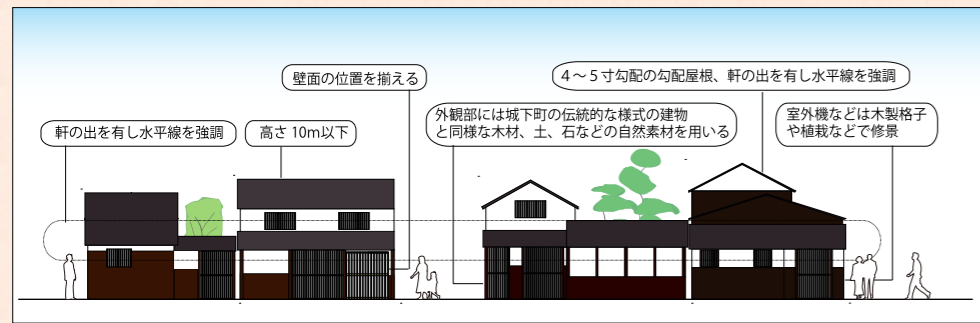 4～5寸勾配の勾配屋根、軒の出を有し水平線を強調
壁面の位置を揃える
外観部には城下町の伝統的な様式の建物
と同様な木材、土、石などの自然素材を用いる
室外機などは木製格子
や植栽などで修景
軒の出を有し水平線を強調
高さ 10m以下